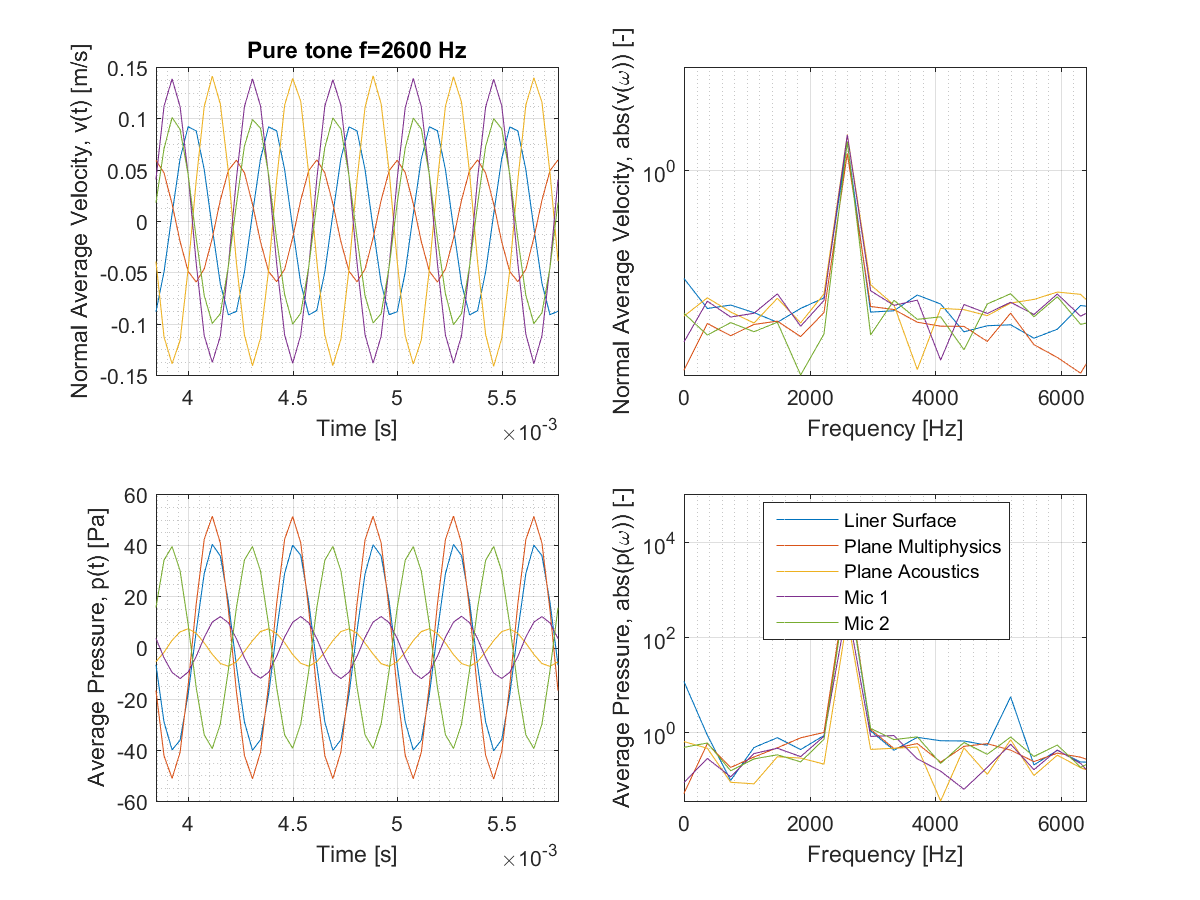 Pure tone f=2600 Hz
Normal Average Velocity, v(t) [m/s]
0.15
0.1
0.05
0
-0.05
-0.1
-0.15
4
4.5
5
5.5
Time [s]
×10-3
Normal Average Velocity, abs(v(ω)) [-]
100
0
2000
4000
6000
Frequency [Hz]
Average Pressure, p(t) [Pa]
60
40
20
0
-20
-40
-60
4
4.5
5
5.5
Time [s]
×10-3
Average Pressure, abs(p(ω)) [-]
104
102
100
0
2000
4000
6000
Frequency [Hz]
Liner Surface
Plane Multiphysics
Plane Acoustics
Mic 1
Mic 2